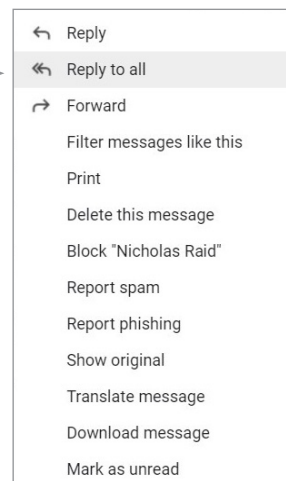 Reply
Reply to all
Forward
Filter messages like this
Print
Delete this message
Block "Nicholas Raid"
Report spam
Report phishing
Show original
Translate message
Download message
Mark as unread